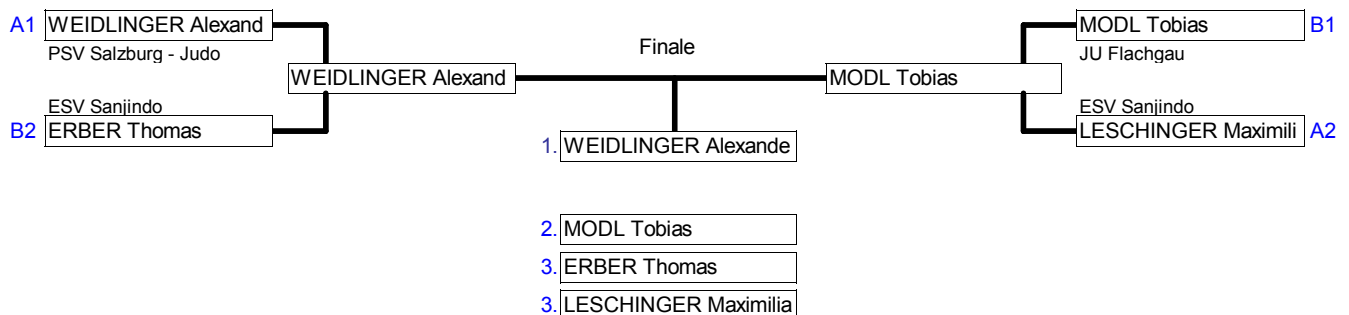 A1 WEIDLINGER Alexand
PSV Salzburg - Judo
ESV Sanjindo
B2 ERBER Thomas
WEIDLINGER Alexand
Finale
MODL Tobias
MODL Tobias B1
JU Flachgau
ESV Sanjindo
LESCHINGER Maximili A2
1. WEIDLINGER Alexande
2. MODL Tobias
3. ERBER Thomas
3. LESCHINGER Maximilia